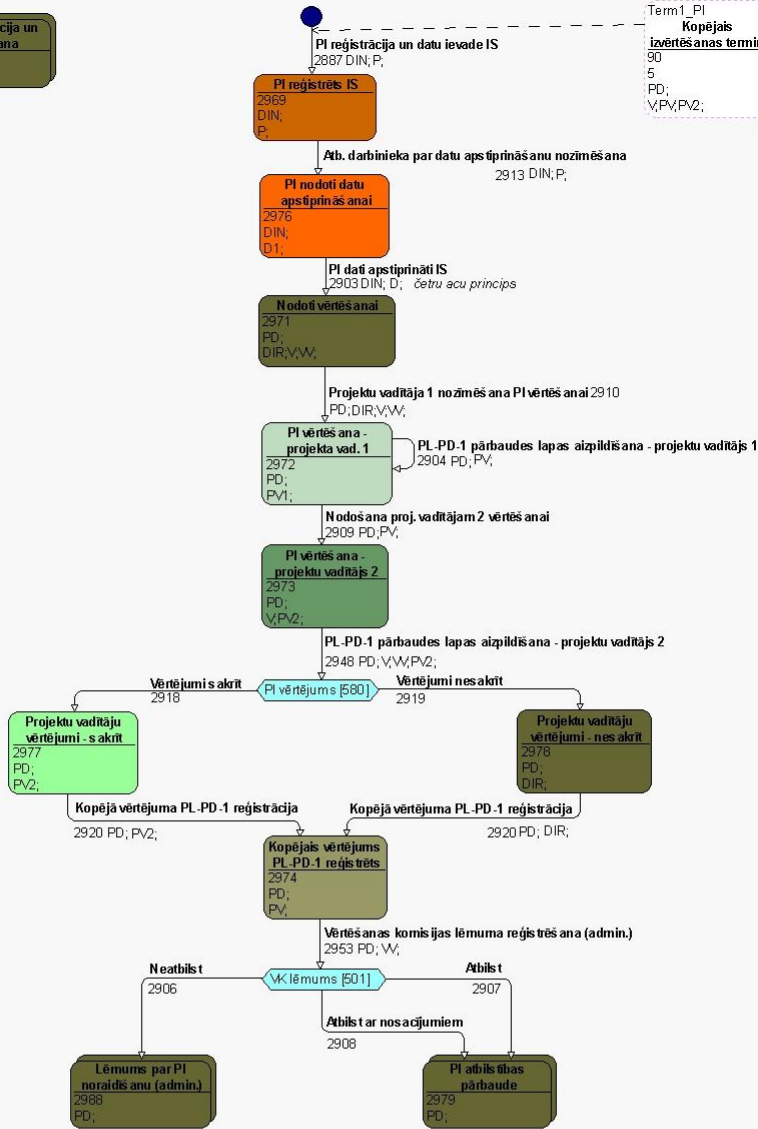 cija un
ana
Term1_PI
Kopējais
izvērtēšanas termin
90
5
PD;
V,PV,PV2;
PI reģistrācija un datu ievade IS
2887 DIN; P;
PI reģistrēts IS
2969
DIN;
P;
Atb. darbinieka par datu apstiprināšanu nozīmēšana
2913 DIN; P;
PI nodoti datu
apstiprināšanai
2976
DIN;
D1;
PI dati apstiprināti IS
2903 DIN; D; četru acu princips
Nodoti vērtēšanai
2971
PD;
DIR;V,VV;
Projektu vadītāja 1 nozīmēšana PI vērtēšanai 2910
PD;DIR;V,VV;
PI vērtēšana -
projekta vad. 1
2972
PD;
PV1;
PL-PD-1 pārbaudes lapas aizpildīšana - projektu vadītājs 1
2904 PD; PV;
Nodošana proj. vadītājam 2 vērtēšanai
2909 PD;PV;
PI vērtēšana -
projektu vadītājs 2
2973
PD;
V,PV2;
PL-PD-1 pārbaudes lapas aizpildīšana - projektu vadītājs 2
2948 PD; V,VV,PV2;
Vērtējumi sakrīt
2918
PI vērtējums [580]
Vērtējumi nesakrīt
2919
Projektu vadītāju
vērtējumi - sakrīt
2977
PD;
PV2;
Projektu vadītāju
vērtējumi - nesakrīt
2978
PD;
DIR;
Kopējā vērtējuma PL-PD-1 reģistrācija
2920 PD; PV2;
Kopējā vērtējuma PL-PD-1 reģistrācija
2920 PD; DIR;
Kopējais vērtējums
PL-PD-1 reģistrēts
2974
PD;
PV;
Vērtēšanas komisijas lēmuma reģistrēšana (admin.)
2953 PD; VV;
Neatbilst
2906
VK lēmums [501]
Atbilst
2907
Atbilst ar nosacījumiem
2908
Lēmums par PI
noraidīšanu (admin.)
2988
PD;
PI atbilstības
pārbaude
2979
PD;